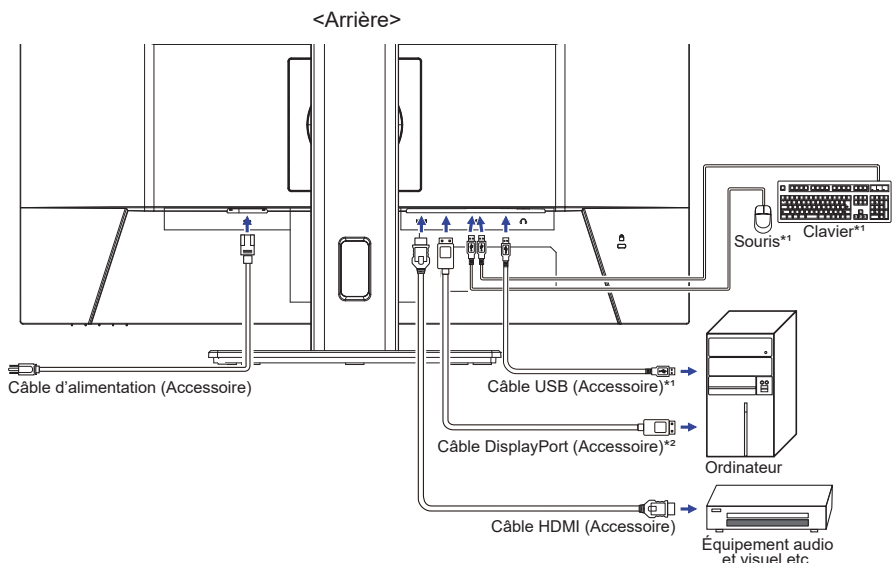 <Arrière>
Souris*¹
Clavier*¹
Câble d'alimentation (Accessoire)
Câble USB (Accessoire)*¹
Câble DisplayPort (Accessoire)*²
Ordinateur
Câble HDMI (Accessoire)
Équipement audio
et visuel etc.